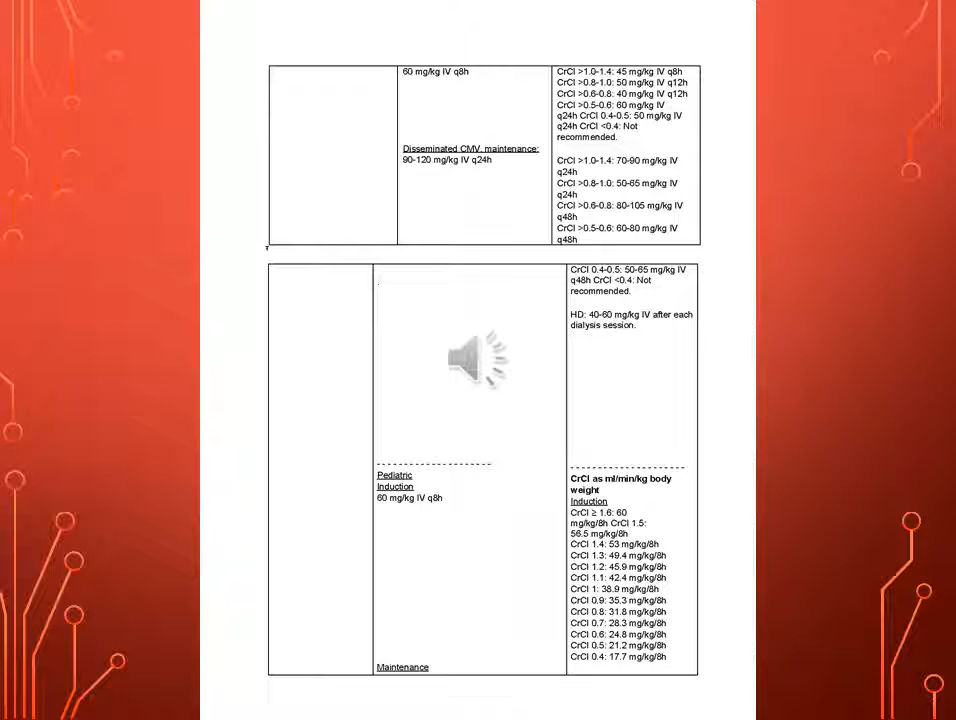 60 mg/kg IV q8h
Disseminated CMV, maintenance:
90-120 mg/kg IV q24h
CrCl >1.0-1.4: 45 mg/kg IV q8h
CrCl >0.8-1.0: 50 mg/kg IV q12h
CrCl >0.6-0.8: 40 mg/kg IV q12h
CrCl >0.5-0.6: 60 mg/kg IV
q24h CrCl 0.4-0.5: 50 mg/kg IV
q24h CrCl <0.4: Not
recommended.
CrCl >1.0-1.4: 70-90 mg/kg IV
q24h
CrCl >0.8-1.0: 50-65 mg/kg IV
q24h
CrCl >0.6-0.8: 80-105 mg/kg IV
q48h
CrCl >0.5-0.6: 60-80 mg/kg IV
q48h
CrCl 0.4-0.5: 50-65 mg/kg IV
q48h CrCl <0.4: Not
recommended.
HD: 40-60 mg/kg IV after each
dialysis session.
Pediatric
Induction
60 mg/kg IV q8h
Maintenance
CrCl as ml/min/kg body
weight
Induction
CrCl ≥ 1.6: 60
mg/kg/8h CrCl 1.5:
56.5 mg/kg/8h
CrCl 1.4: 53 mg/kg/8h
CrCl 1.3: 49.4 mg/kg/8h
CrCl 1.2: 45.9 mg/kg/8h
CrCl 1.1: 42.4 mg/kg/8h
CrCl 1: 38.9 mg/kg/8h
CrCl 0.9: 35.3 mg/kg/8h
CrCl 0.8: 31.8 mg/kg/8h
CrCl 0.7: 28.3 mg/kg/8h
CrCl 0.6: 24.8 mg/kg/8h
CrCl 0.5: 21.2 mg/kg/8h
CrCl 0.4: 17.7 mg/kg/8h